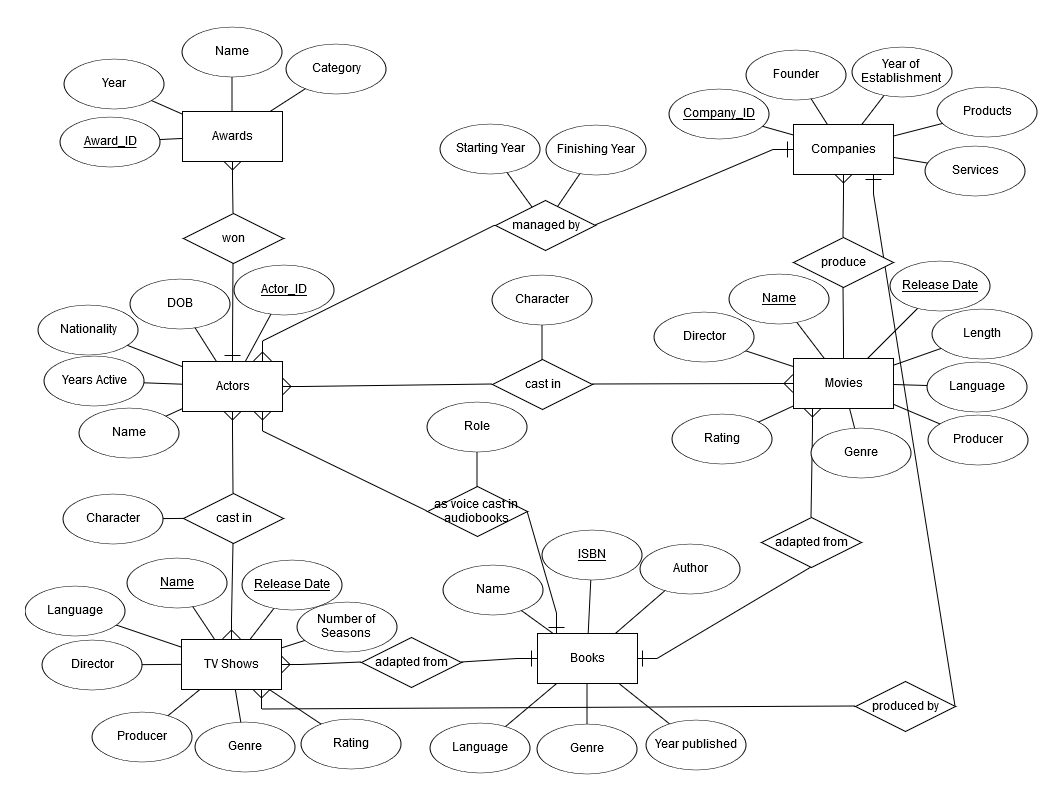 Name
Category
Year
Award_ID
Awards
won
Founder
Year of
Establishment
Company_ID
Products
Companies
Services
Starting Year
Finishing Year
managed by
produce
DOB
Actor_ID
Nationality
Years Active
Actors
Name
Character
cast in
Name
Release Date
Director
Length
Movies
Language
Rating
Genre
Producer
Role
as voice cast in
audiobooks
Character
cast in
adapted from
Name
Release Date
Language
Number of
Seasons
Director
TV Shows
adapted from
Producer
Genre
Rating
ISBN
Author
Name
Books
Language
Genre
Year published
produced by